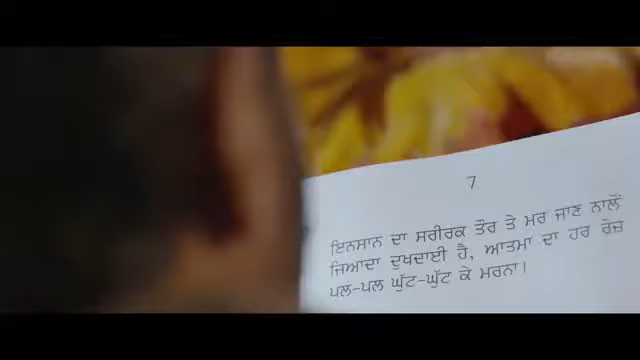 7
ਇਨਸਾਨ ਦਾ ਸਰੀਰਕ ਤੌਰ ਤੇ ਮਰ ਜਾਣ ਨਾਲੋਂ
ਜਿਆਦਾ ਦੁਖਦਾਈ ਹੈ, ਆਤਮਾ ਦਾ ਹਰ ਰੋਜ਼
ਪਲ-ਪਲ ਘੁੱਟ-ਘੁੱਟ ਕੇ ਮਰਨਾ।